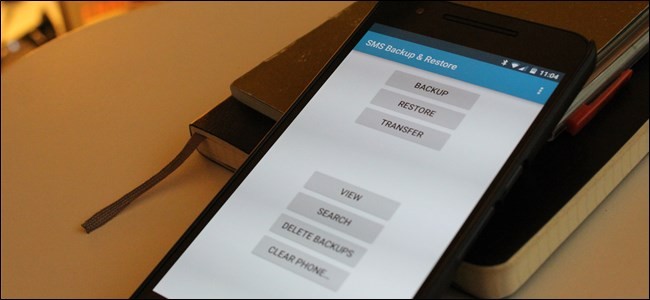 11:04
SMS Backup & Restore
BACKUP
RESTORE
TRANSFER
VIEW
SEARCH
DELETE BACKUPS
CLEAR PHONE...